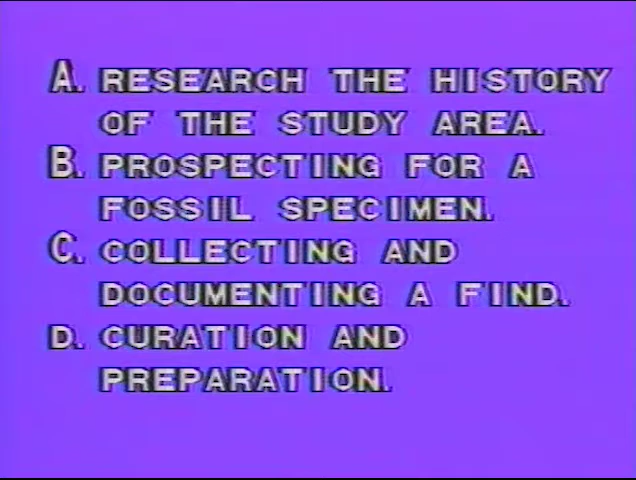 A. RESEARCH THE HISTORY
OF THE STUDY AREA.
B. PROSPECTING FOR A
FOSSIL SPECIMEN.
C. COLLECTING AND
DOCUMENTING A FIND.
D. CURATION AND
PREPARATION.